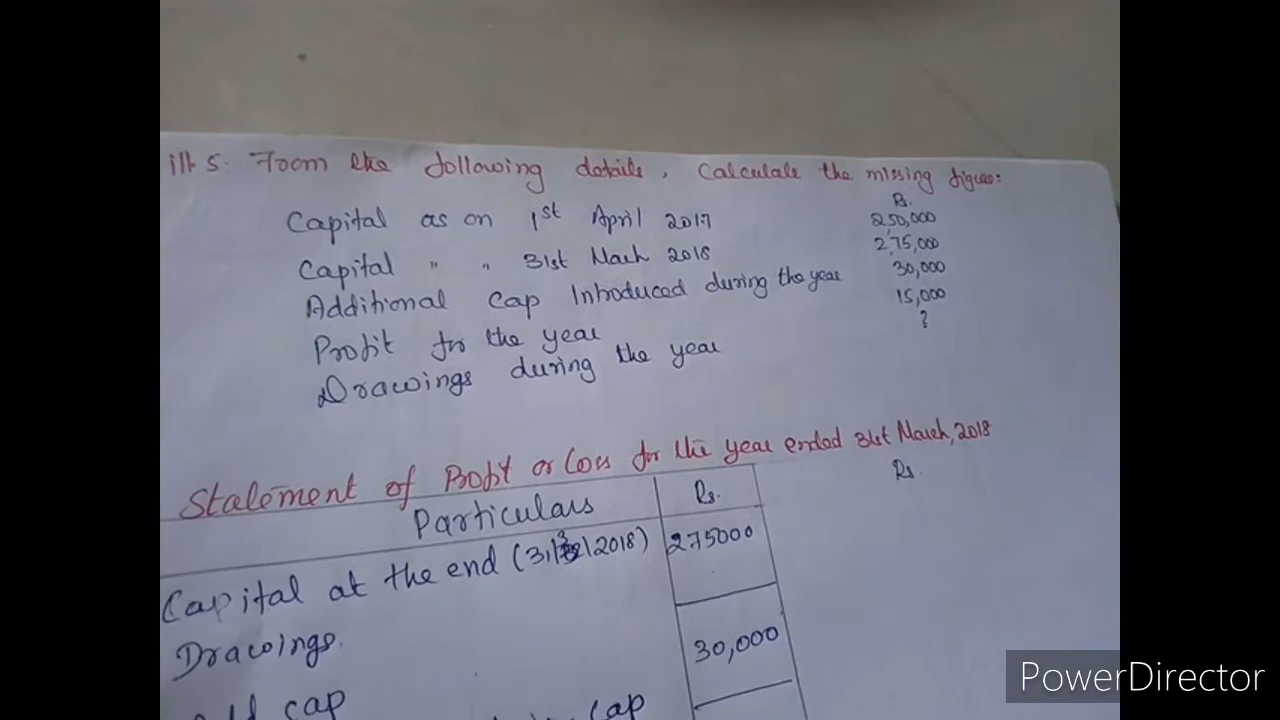 illt 5. From the following details, Calculate the missing figures:
Rs.
Capital as on 1st April 2017 250,000
Capital " " 31st March 2018 2,75,000
Additional Cap Introduced during the year 30,000
Profit for the year 15,000
Drawings during the year ?
Statement of Profit or Loss for the year ended 31st March, 2018
Particulars Rs. Rs.
Capital at the end (31/3/2018) 275000
Drawings.
30,000
cap cap
PowerDirector